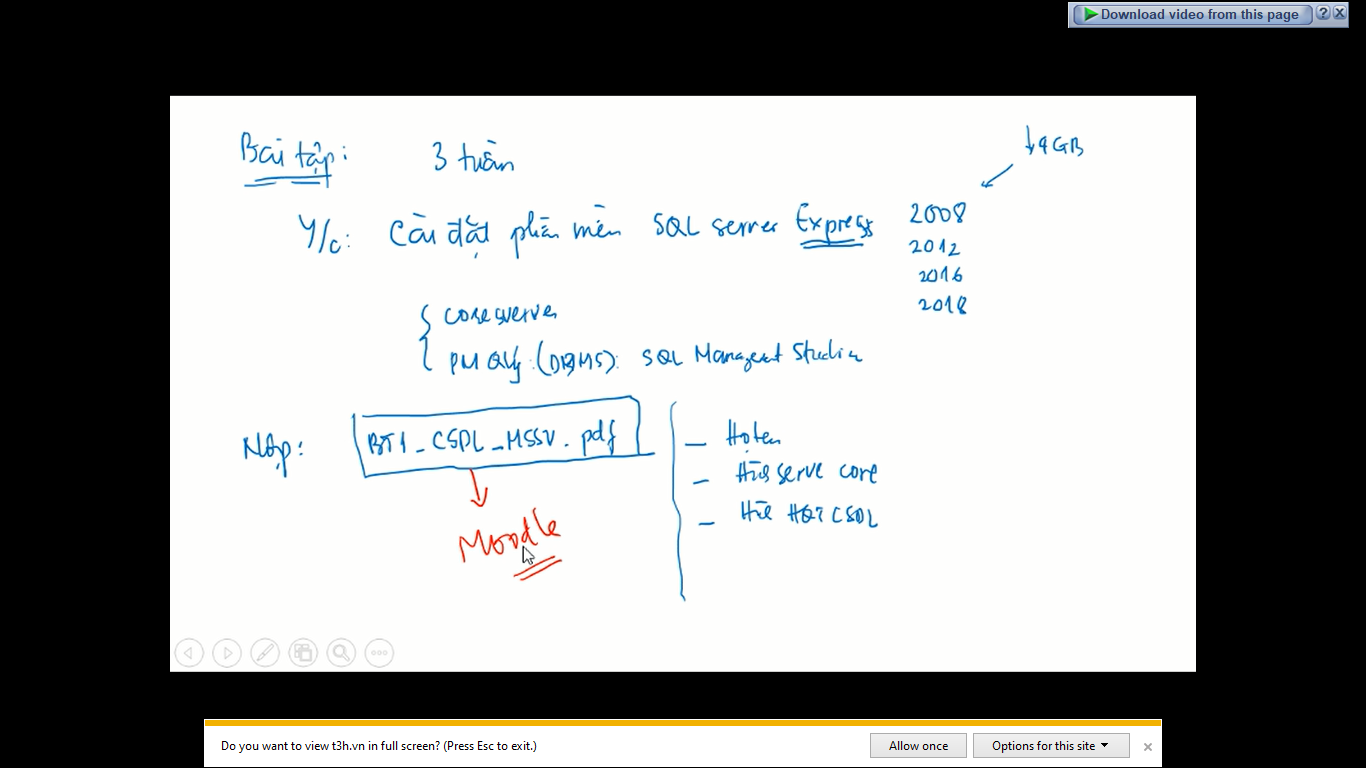 Download video from this page
Bài tập: 3 tuần
↓4GB
Y/c: Cài đặt phần mền SQL server Express 2008
2012
2016
2018
core server
PM QLý (DBMS): SQL Managent Studio
Nộp: BT1_CSDL_MSSV.pdf
Moodle
- Họ tên
- Hình serve core
- Hình HQT CSDL
Do you want to view t3h.vn in full screen? (Press Esc to exit.)
Allow once
Options for this site